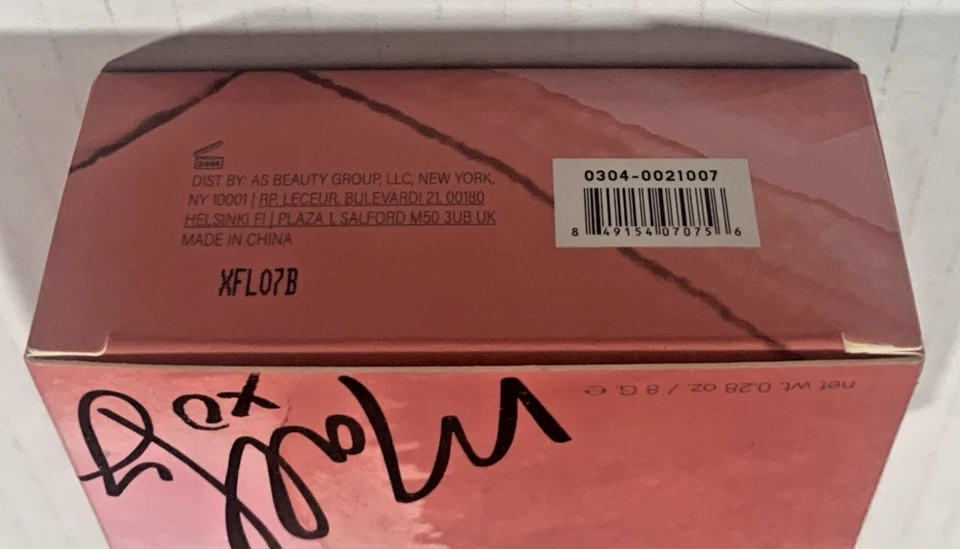 24M
DIST BY: AS BEAUTY GROUP, LLC, NEW YORK,
NY 10001 | RP. LECEUR, BULEVARDI 21, 00180
HELSINKI FI | PLAZA 1, SALFORD M50 3UB UK
MADE IN CHINA
XFL07B
0304-0021007
8 49154 07075 6
net wt. 0.28 oz. / 8 G. e
Mally
xo